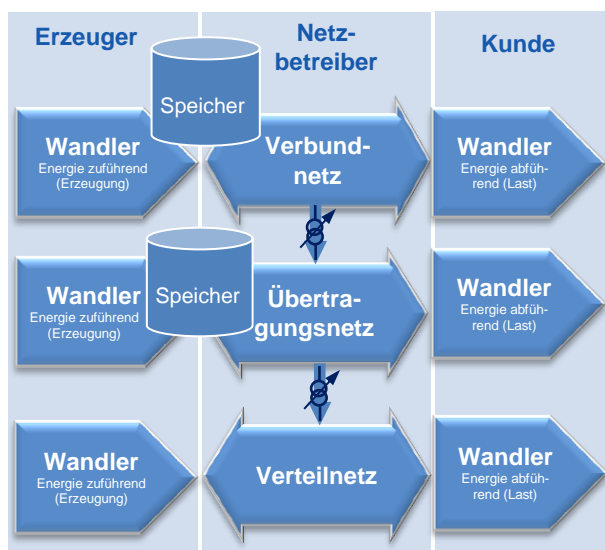 Erzeuger
Netz-
betreiber
Kunde
Speicher
Wandler
Energie zuführend
(Erzeugung)
Verbund-
netz
Wandler
Energie abfüh-
rend (Last)
Speicher
Wandler
Energie zuführend
(Erzeugung)
Übertra-
gungsnetz
Wandler
Energie abfüh-
rend (Last)
Wandler
Energie zuführend
(Erzeugung)
Verteilnetz
Wandler
Energie abfüh-
rend (Last)